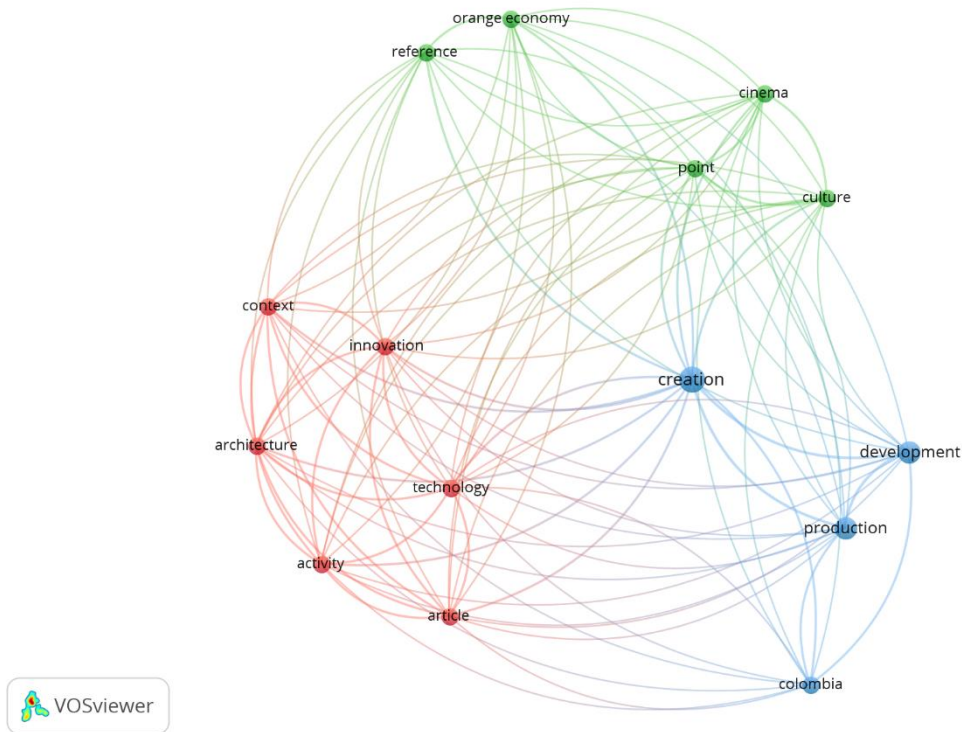 orange economy
reference
cinema
point
culture
context
innovation
creation
architecture
development
technology
production
activity
article
colombia
VOSviewer